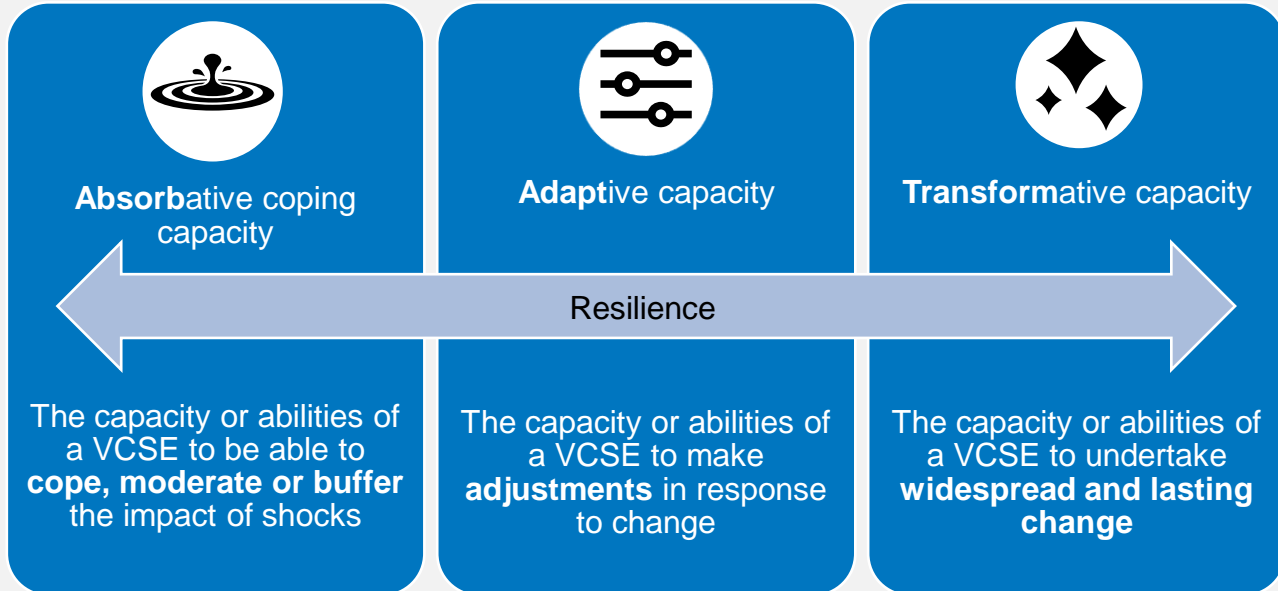 Absorbative coping
capacity
Adaptive capacity
Transformative capacity
Resilience
The capacity or abilities of
a VCSE to be able to
cope, moderate or buffer
the impact of shocks
The capacity or abilities of
a VCSE to make
adjustments in response
to change
The capacity or abilities of
a VCSE to undertake
widespread and lasting
change